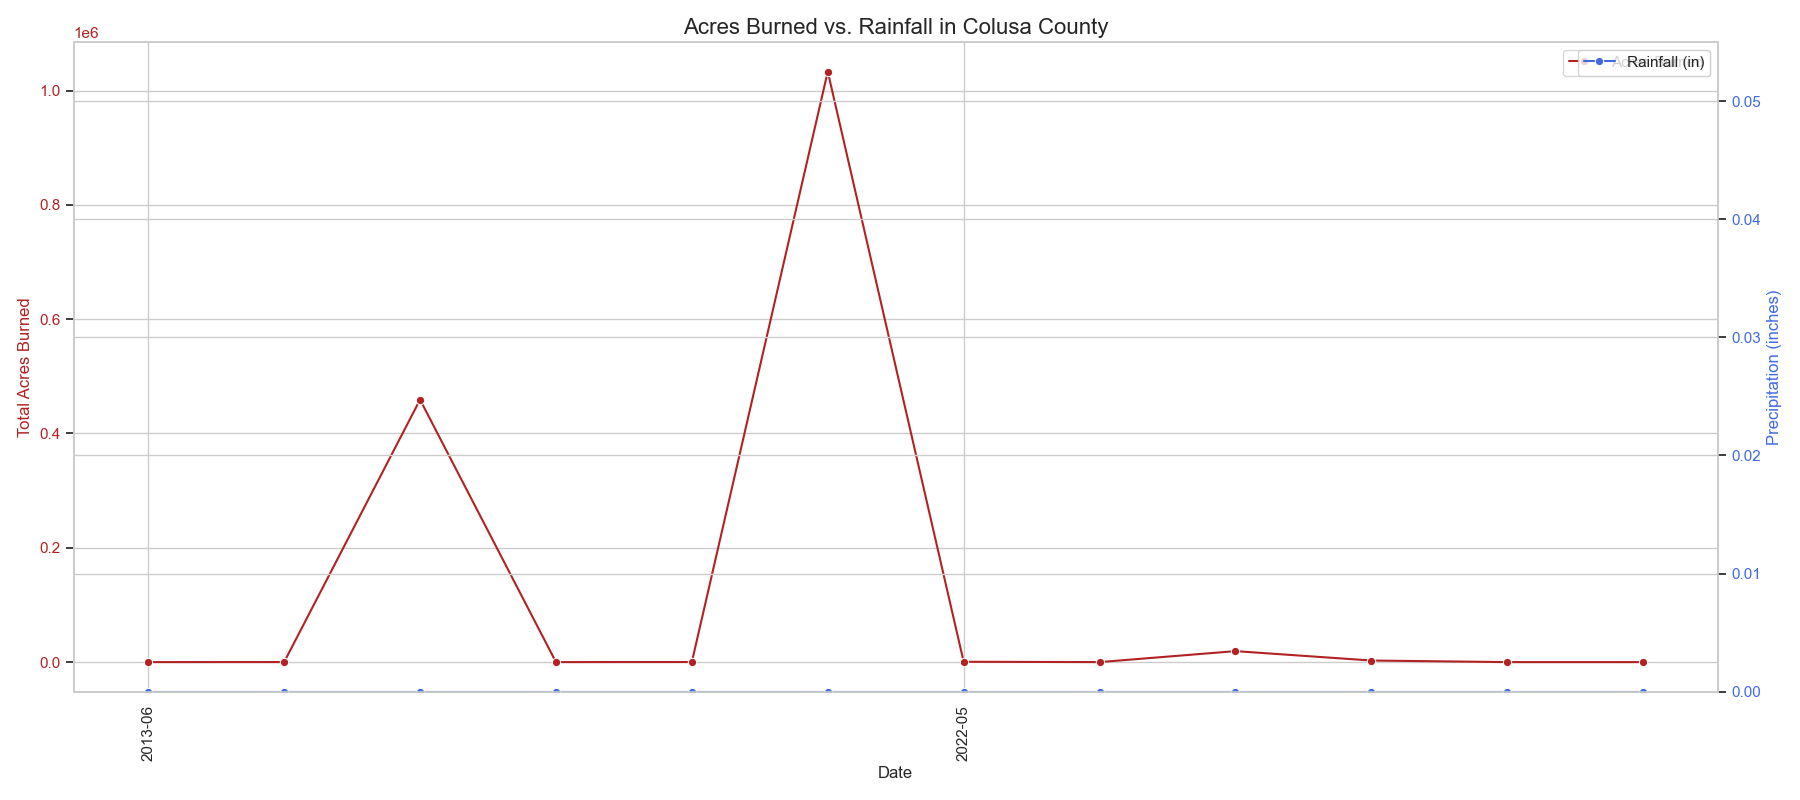 Acres Burned vs. Rainfall in Colusa County
1e6
Rainfall (in)
1.0
0.8
0.6
0.4
0.2
0.0
Total Acres Burned
0.05
0.04
0.03
0.02
0.01
0.00
Precipitation (inches)
2013-06
2022-05
Date